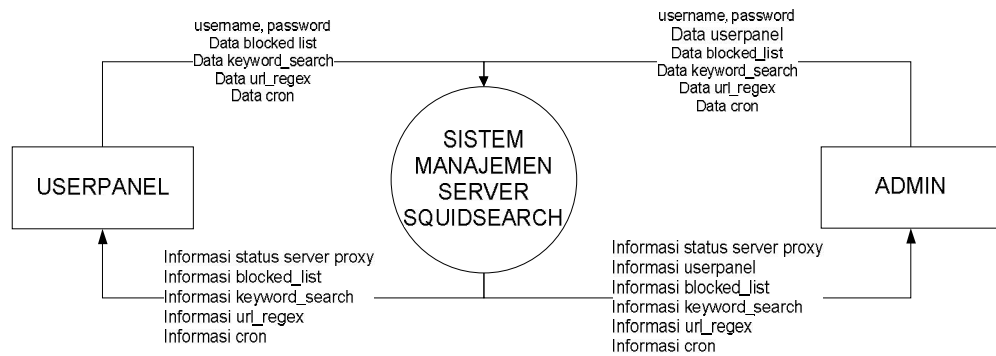 username, password
Data blocked list
Data keyword_search
Data url_regex
Data cron
username, password
Data userpanel
Data blocked_list
Data keyword_search
Data url_regex
Data cron
USERPANEL
SISTEM
MANAJEMEN
SERVER
SQUIDSEARCH
ADMIN
Informasi status server proxy
Informasi blocked_list
Informasi keyword_search
Informasi url_regex
Informasi cron
Informasi status server proxy
Informasi userpanel
Informasi blocked_list
Informasi keyword_search
Informasi url_regex
Informasi cron